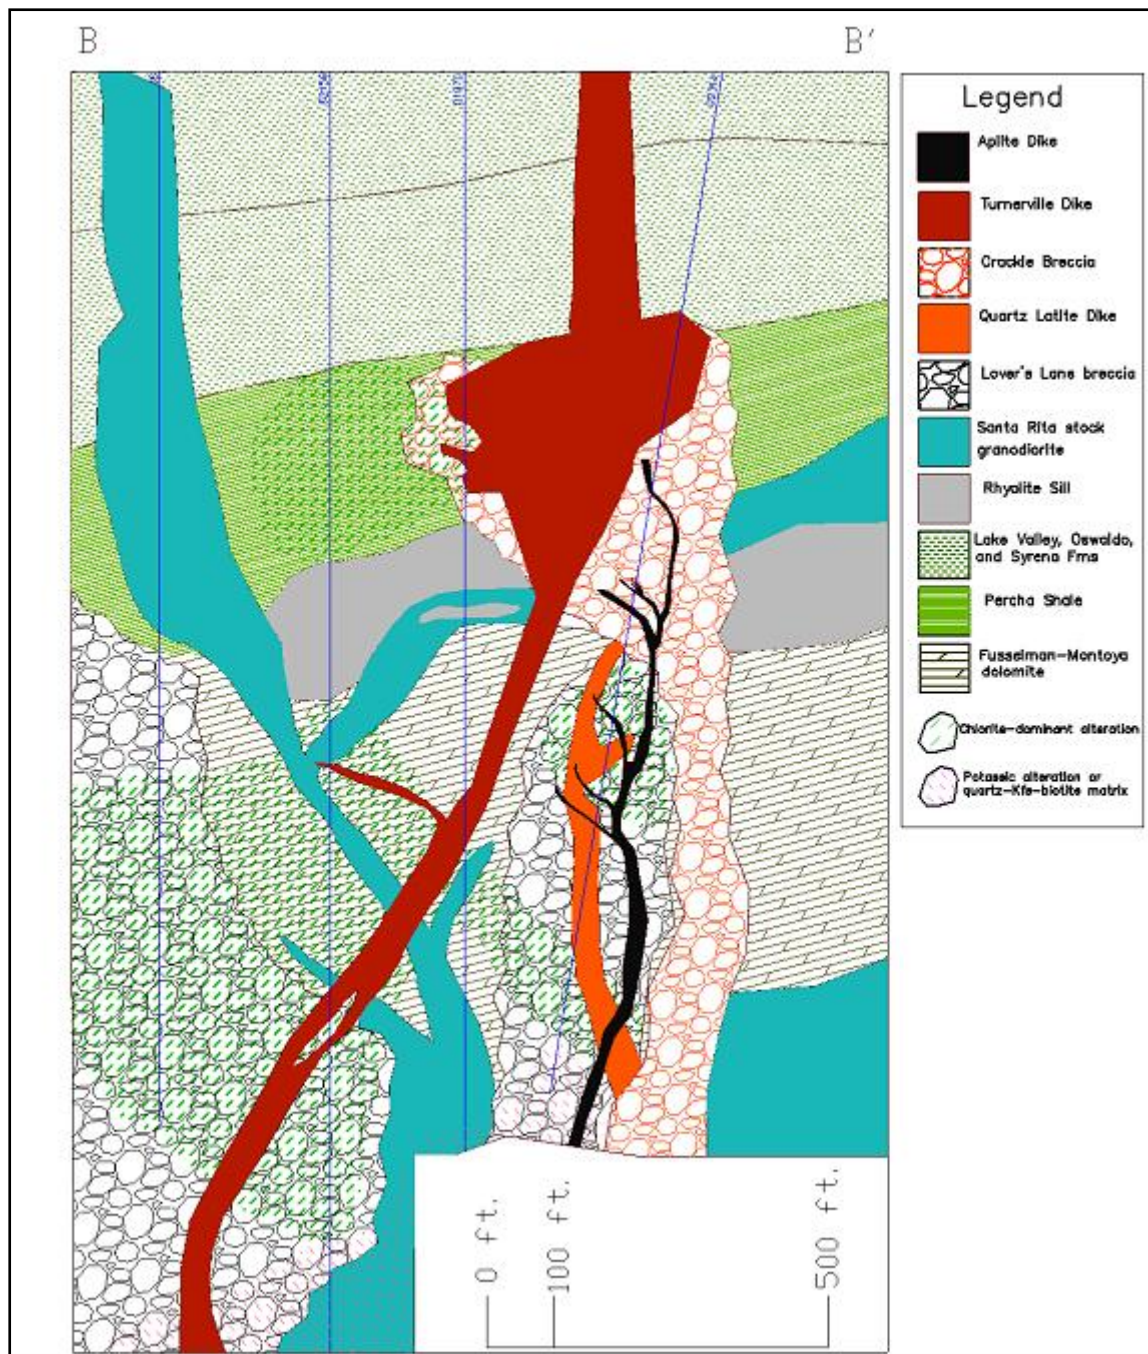 B
B'
Legend
Aplite Dike
Turnerville Dike
Crackle Breccia
Quartz Latite Dike
Lover's Lane breccia
Santa Rita stock
granodiorite
Rhyolite Sill
Lake Valley, Oswaldo,
and Syrena Fms
Percha Shale
Fusselman-Montoya
dolomite
Chlorite-dominant alteration
Potassic alteration or
quartz-Kfs-biotite matrix
0 ft.
100 ft.
500 ft.